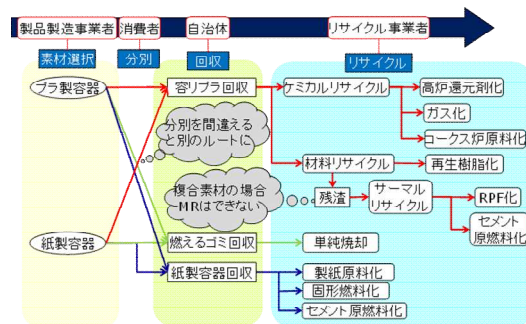 製品製造事業者
消費者
自治体
リサイクル事業者
素材選択
分別
回収
リサイクル
プラ製容器
容リプラ回収
ケミカルリサイクル
高炉還元剤化
ガス化
コークス炉原料化
分別を間違える
と別のルートに
材料リサイクル
再生樹脂化
複合素材の場合
−MRはできない
残渣
サーマル
リサイクル
RPF化
セメント
原燃料化
紙製容器
燃えるゴミ回収
単純焼却
紙製容器回収
製紙原料化
固形燃料化
セメント原燃料化